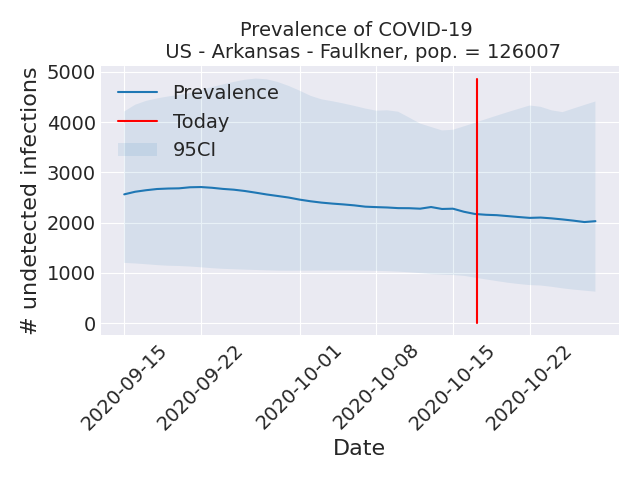 Prevalence of COVID-19
US - Arkansas - Faulkner, pop. = 126007
# undetected infections
5000
4000
3000
2000
1000
0
Prevalence
Today
95CI
2020-09-15
2020-09-22
2020-10-01
2020-10-08
2020-10-15
2020-10-22
Date